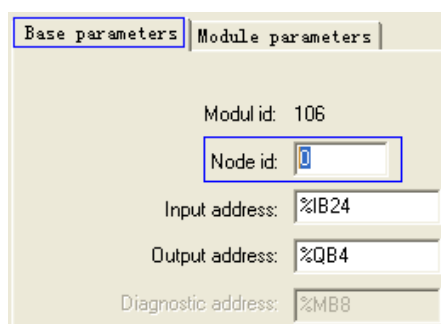 Base parameters Module parameters
Modul id: 106
Node id: 0
Input address: %IB24
Output address: %QB4
Diagnostic address: %MB8